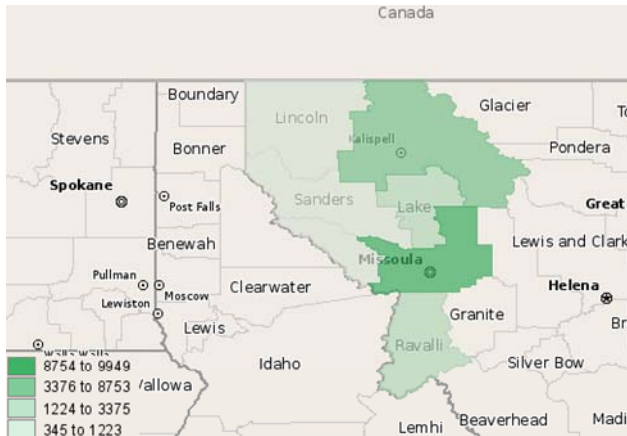 Canada
Boundary
Lincoln
Glacier
Stevens
Kalispell
Pondera
Bonner
Spokane
Sanders
Lake
Great
Post Falls
Benewah
Lewis and Clark
Missoula
Pullman
Moscow
Clearwater
Helena
Lewiston
Granite
Lewis
Ravalli
Idaho
Silver Bow
8754 to 9949
3376 to 8753
1224 to 3375
345 to 1223
Lemhi
Beaverhead
Madi